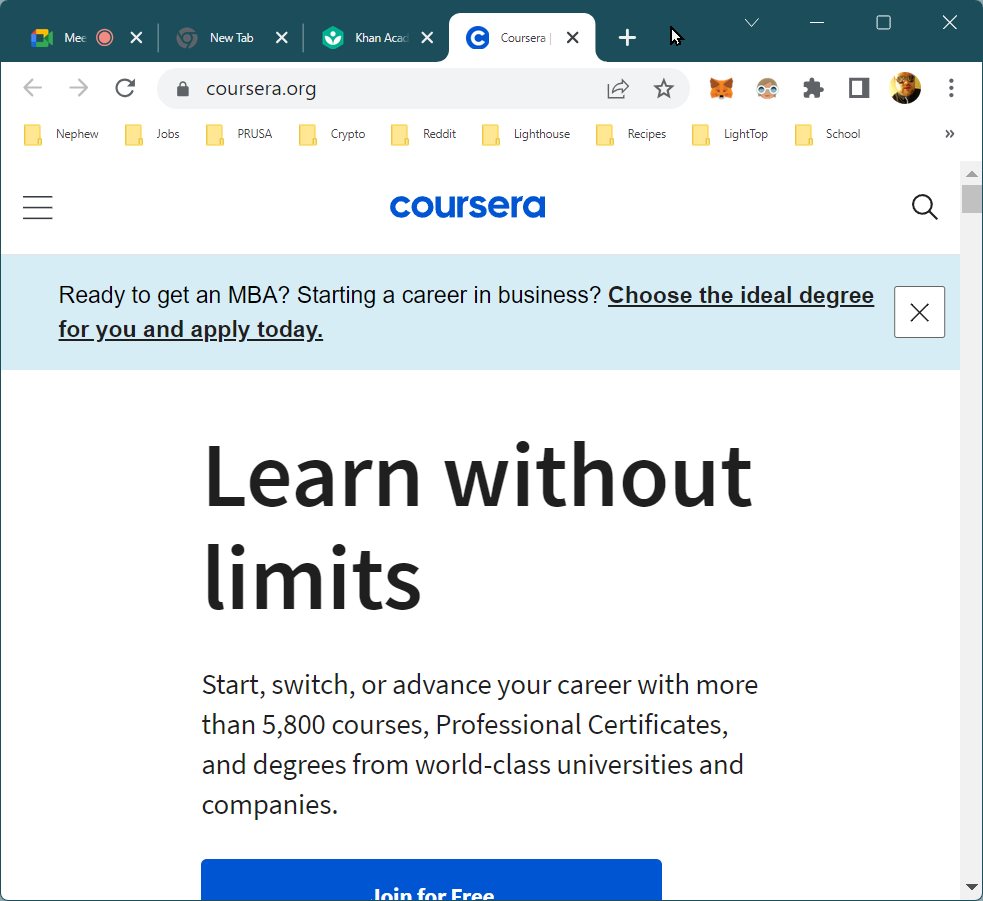 Mee
New Tab
Khan Acad
Coursera |
coursera.org
Nephew
Jobs
PRUSA
Crypto
Reddit
Lighthouse
Recipes
LightTop
School
»
coursera
Ready to get an MBA? Starting a career in business? Choose the ideal degree
for you and apply today.
Learn without
limits
Start, switch, or advance your career with more
than 5,800 courses, Professional Certificates,
and degrees from world-class universities and
companies.
Join for Free